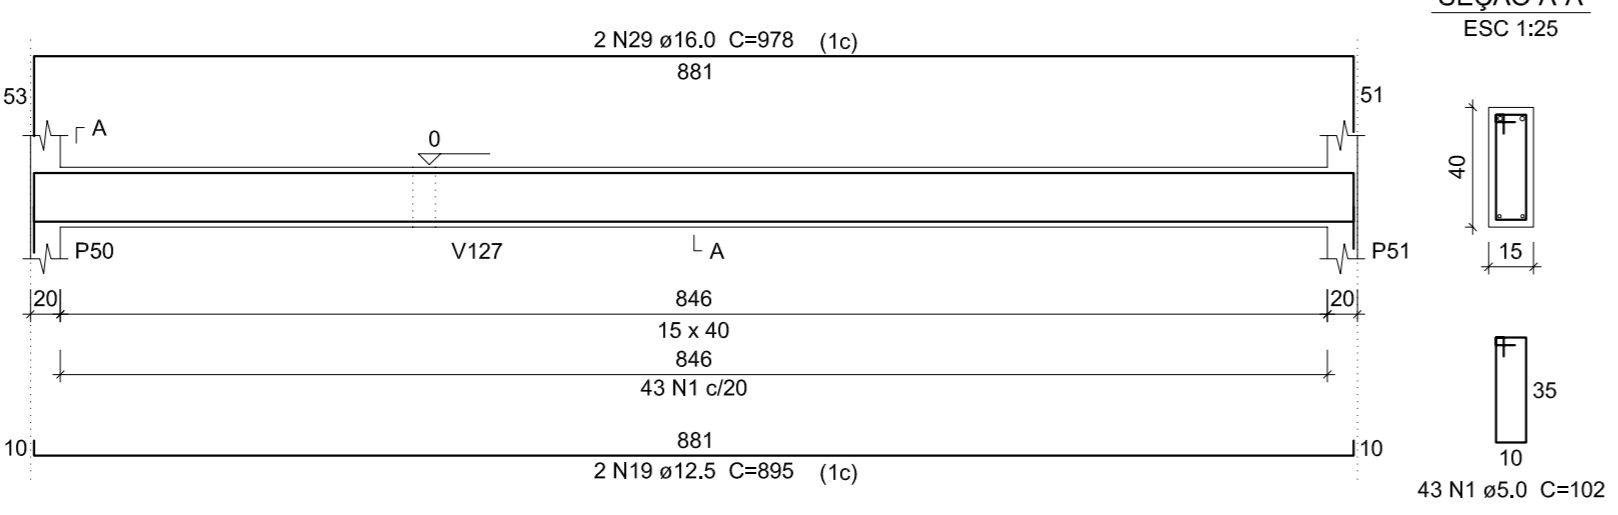 SEÇÃO A-A
ESC 1:25
2 N29 ø16.0 C=978 (1c)
881
53
51
A
0
40
15
P50
V127
A
P51
20
846
20
15 x 40
846
43 N1 c/20
35
10
881
10
2 N19 ø12.5 C=895 (1c)
10
43 N1 ø5.0 C=102